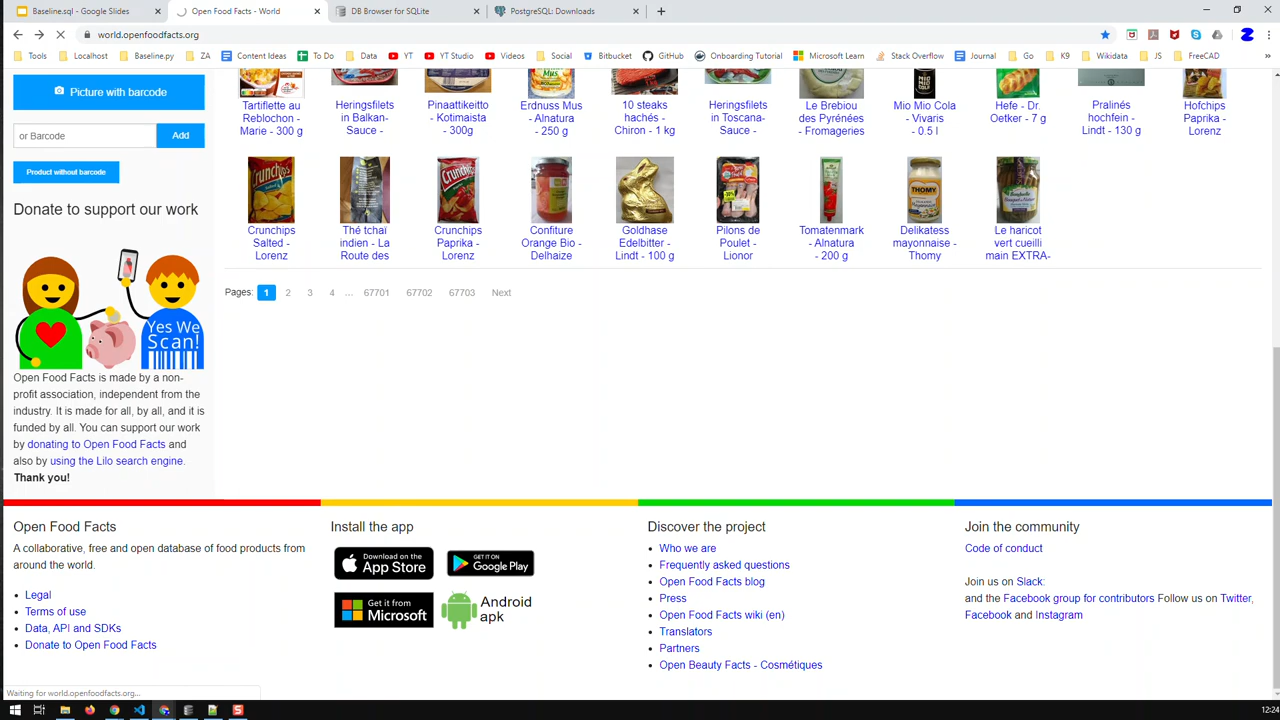 Baseline.sql - Google Slides
Open Food Facts - World
DB Browser for SQLite
PostgreSQL: Downloads
world.openfoodfacts.org
Tools Localhost Baseline.py ZA Content Ideas To Do Data YT YT Studio Videos Social Bitbucket GitHub Onboarding Tutorial Microsoft Learn Stack Overflow Journal Go K9 Wikidata JS FreeCAD
Picture with barcode
or Barcode
Add
Product without barcode
Donate to support our work
Yes We
Scan!
Open Food Facts is made by a non-
profit association, independent from the
industry. It is made for all, by all, and it is
funded by all. You can support our work
by donating to Open Food Facts and
also by using the Lilo search engine.
Thank you!
Tartiflette au
Reblochon -
Marie - 300 g
Heringsfilets
in Balkan-
Sauce -
Pinaattikeitto
- Kotimaista
- 300g
Erdnuss Mus
- Alnatura
- 250 g
10 steaks
hachés -
Chiron - 1 kg
Heringsfilets
in Toscana-
Sauce -
Le Brebiou
des Pyrénées
- Fromageries
Mio Mio Cola
- Vivaris
- 0.5 l
Hefe - Dr.
Oetker - 7 g
Pralinés
hochfein -
Lindt - 130 g
Hofchips
Paprika -
Lorenz
Crunchips
Salted -
Lorenz
Thé tchaï
indien - La
Route des
Crunchips
Paprika -
Lorenz
Confiture
Orange Bio -
Delhaize
Goldhase
Edelbitter -
Lindt - 100 g
Pilons de
Poulet -
Lionor
Tomatenmark
- Alnatura
- 200 g
THOMY
Delikatess
mayonnaise -
Thomy
Le haricot
vert cueilli
main EXTRA-
Pages: 1 2 3 4 ... 67701 67702 67703 Next
Open Food Facts
A collaborative, free and open database of food products from
around the world.
• Legal
• Terms of use
• Data, API and SDKs
• Donate to Open Food Facts
Install the app
Download on the
App Store
GET IT ON
Google Play
Get it from
Microsoft
Android
apk
Discover the project
• Who we are
• Frequently asked questions
• Open Food Facts blog
• Press
• Open Food Facts wiki (en)
• Translators
• Partners
• Open Beauty Facts - Cosmétiques
Join the community
Code of conduct
Join us on Slack:
and the Facebook group for contributors Follow us on Twitter,
Facebook and Instagram
Waiting for world.openfoodfacts.org...
12:24